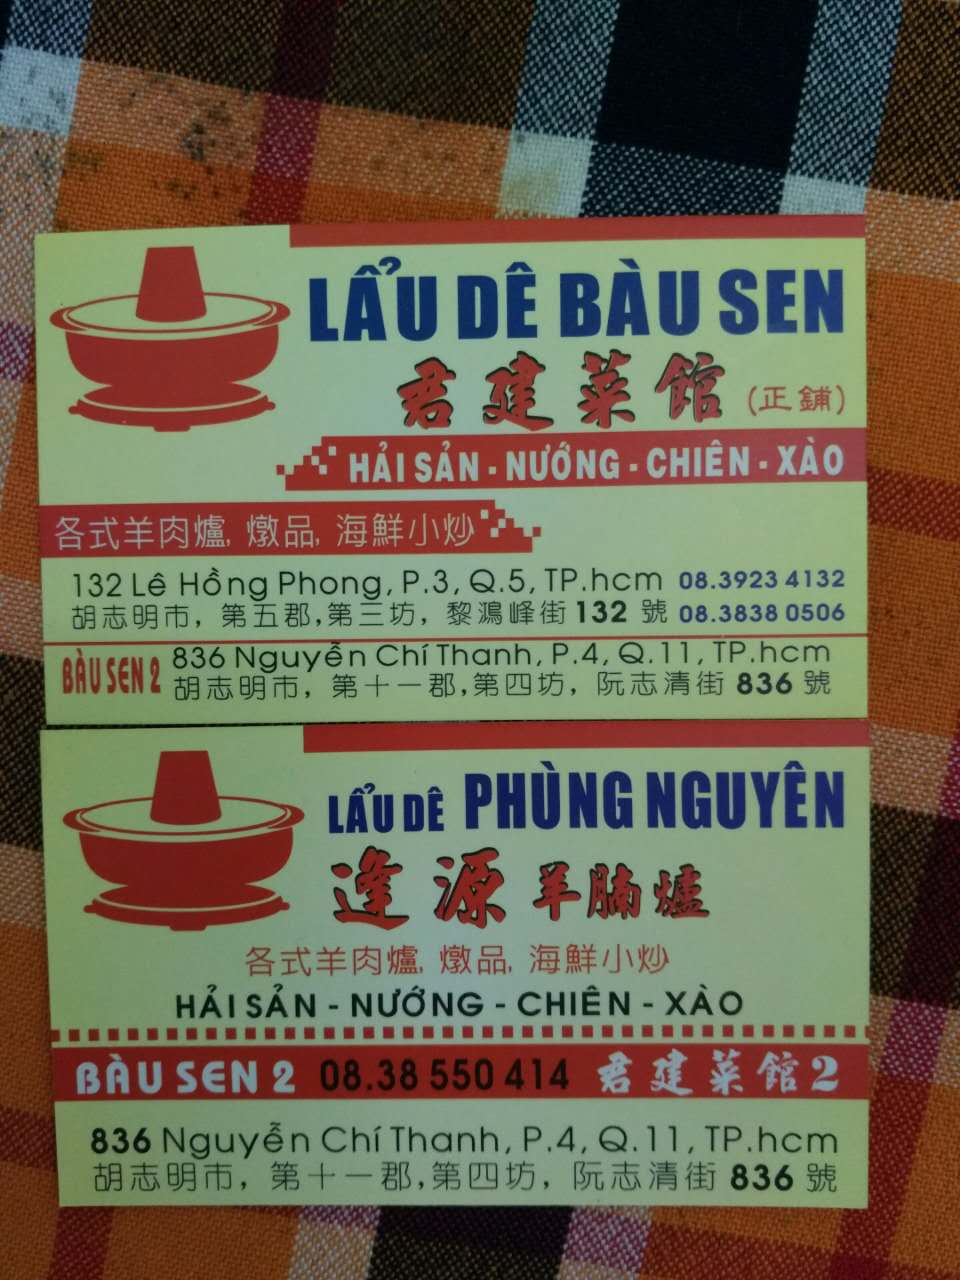 LẨU DÊ BÀU SEN
君建菜館 (正鋪)
HẢI SẢN - NƯỚNG - CHIÊN - XÀO
各式羊肉爐, 燉品, 海鮮小炒
132 Lê Hồng Phong, P.3, Q.5, TP.hcm 08.3923 4132
胡志明市, 第五郡,第三坊, 黎鴻峰街 132 號 08.3838 0506
BÀU SEN 2 836 Nguyễn Chí Thanh, P.4, Q.11, TP.hcm
胡志明市, 第十一郡,第四坊, 阮志清街 836 號
LẨU DÊ PHÙNG NGUYÊN
逢源羊腩爐
各式羊肉爐, 燉品, 海鮮小炒
HẢI SẢN - NƯỚNG - CHIÊN - XÀO
BÀU SEN 2 08.38 550 414 君建菜館2
836 Nguyễn Chí Thanh, P.4, Q.11, TP.hcm
胡志明市, 第十一郡,第四坊, 阮志清街 836 號